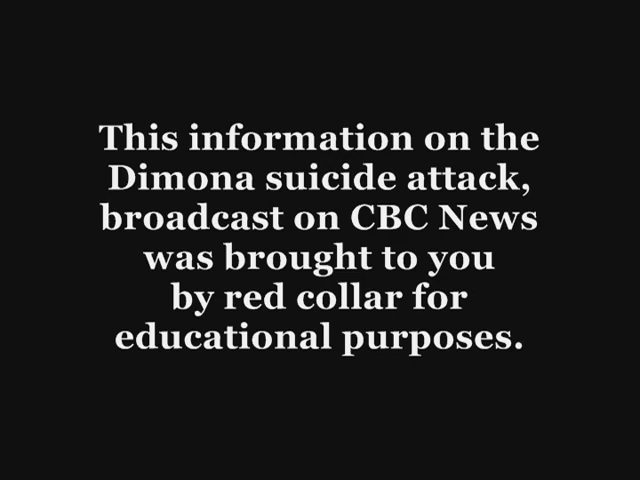 This information on the
Dimona suicide attack,
broadcast on CBC News
was brought to you
by red collar for
educational purposes.